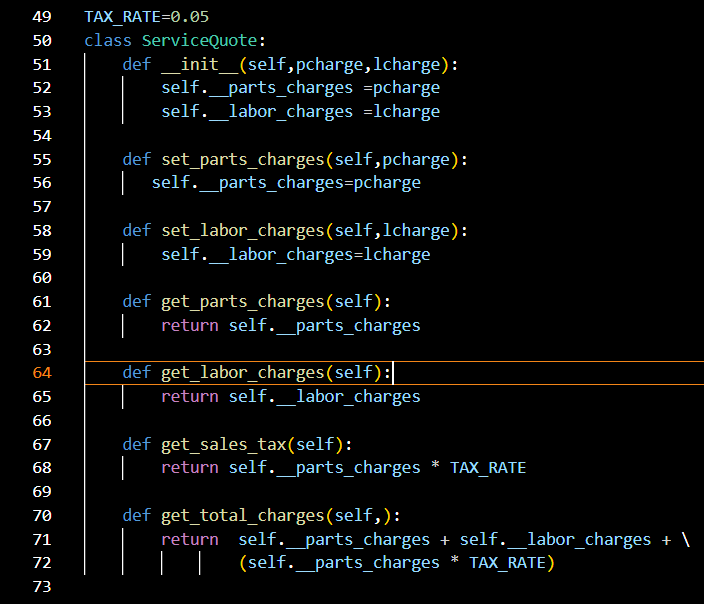 49 TAX_RATE=0.05
50 class ServiceQuote:
51     def __init__(self,pcharge,lcharge):
52         self.__parts_charges =pcharge
53         self.__labor_charges =lcharge
54
55     def set_parts_charges(self,pcharge):
56        self.__parts_charges=pcharge
57
58     def set_labor_charges(self,lcharge):
59         self.__labor_charges=lcharge
60
61     def get_parts_charges(self):
62         return self.__parts_charges
63
64     def get_labor_charges(self):
65         return self.__labor_charges
66
67     def get_sales_tax(self):
68         return self.__parts_charges * TAX_RATE
69
70     def get_total_charges(self,):
71         return  self.__parts_charges + self.__labor_charges + \
72                 (self.__parts_charges * TAX_RATE)
73